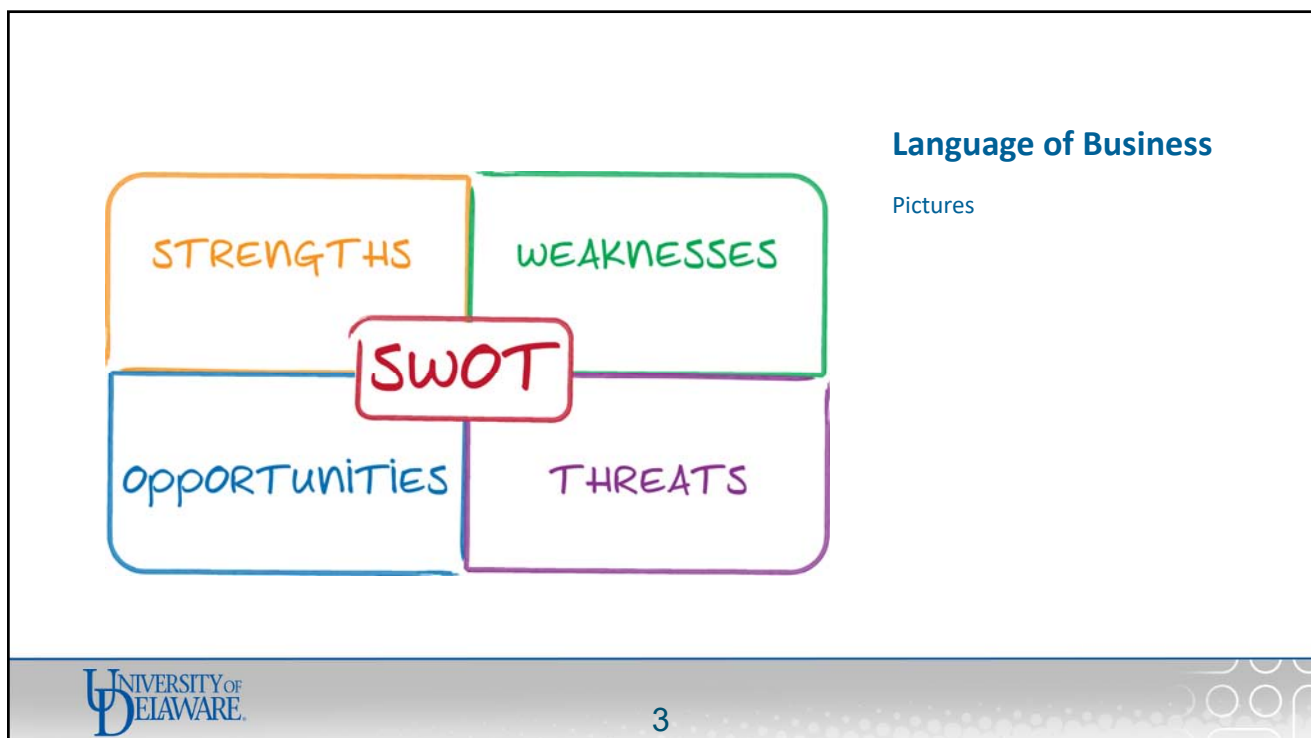 Language of Business
Pictures
STRENGTHS
WEAKNESSES
SWOT
OPPORTUNITIES
THREATS
UNIVERSITY OF
DELAWARE.
3